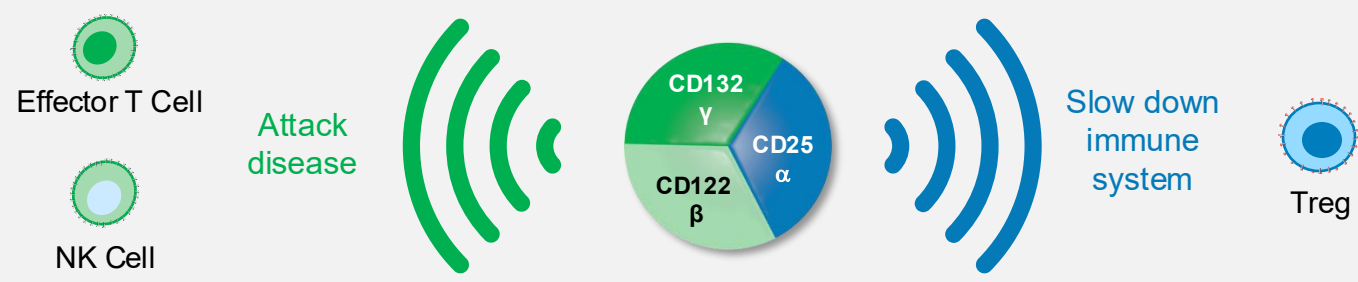 Effector T Cell
NK Cell
Attack
disease
CD132
γ
CD25
α
CD122
β
Slow down
immune
system
Treg